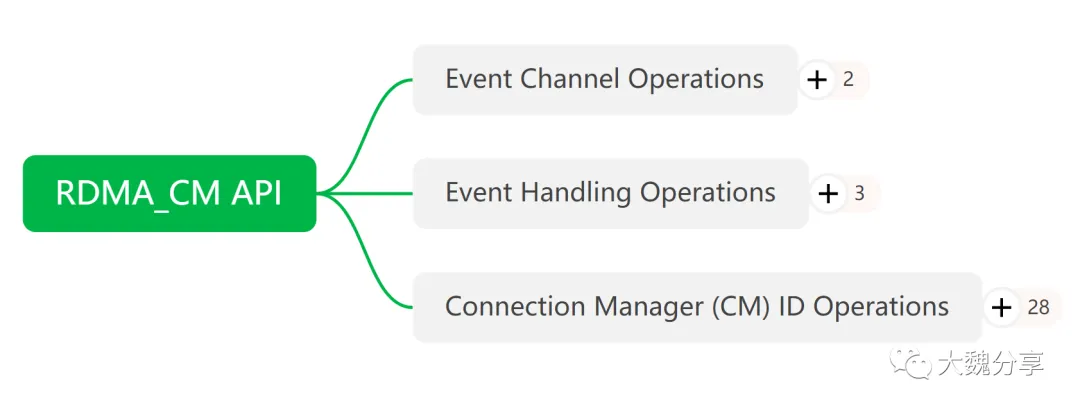 RDMA_CM API
Event Channel Operations
2
Event Handling Operations
3
Connection Manager (CM) ID Operations
28
大魏分享